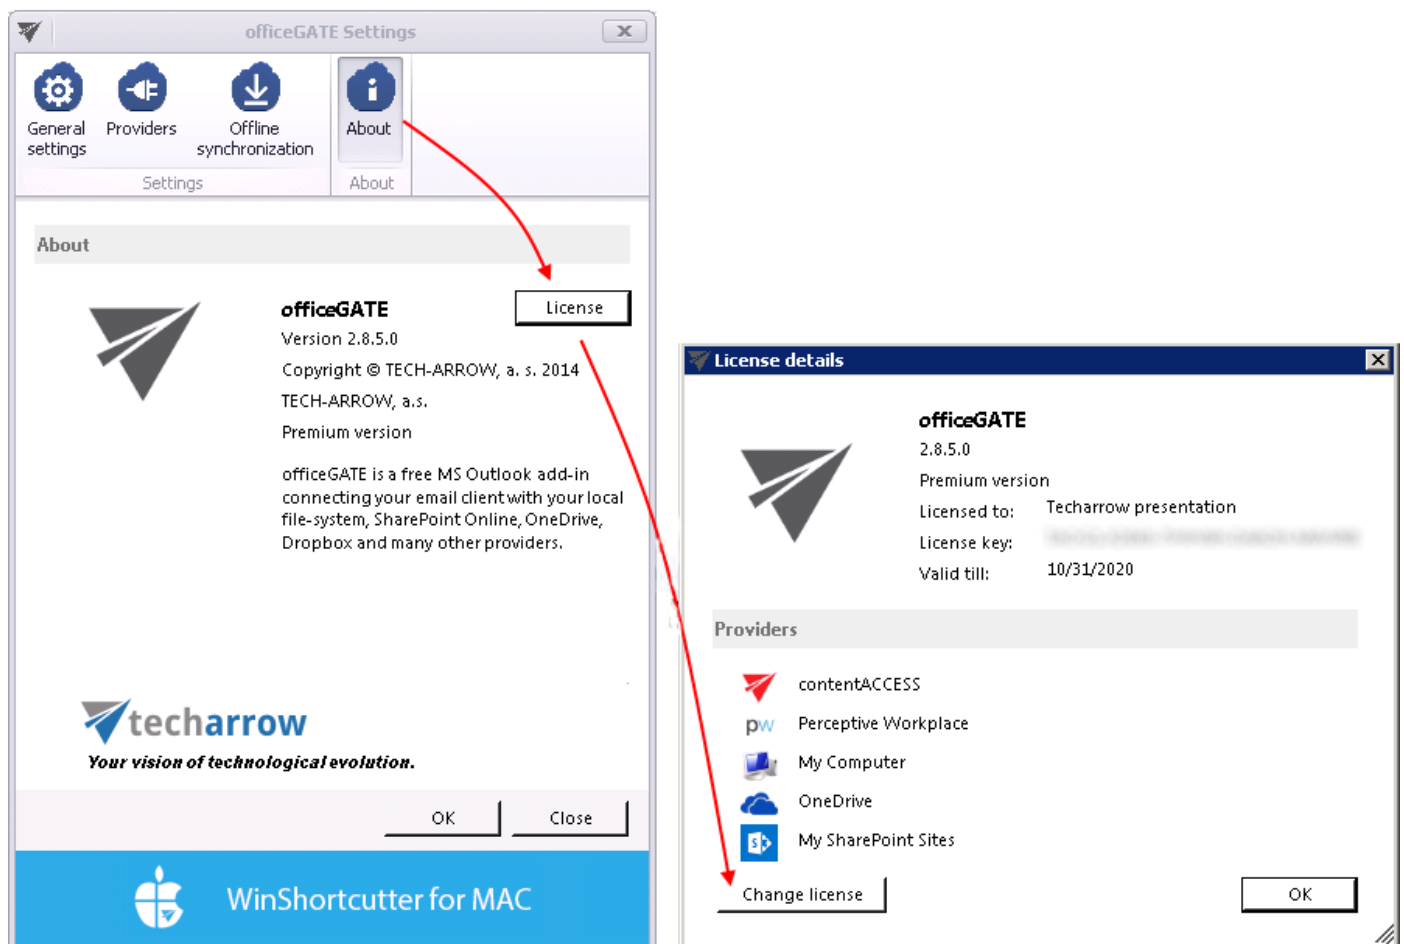 officeGATE Settings
General settings
Providers
Offline synchronization
About
Settings
About
About
officeGATE
License
Version 2.8.5.0
Copyright © TECH-ARROW, a. s. 2014
TECH-ARROW, a.s.
Premium version
officeGATE is a free MS Outlook add-in
connecting your email client with your local
file-system, SharePoint Online, OneDrive,
Dropbox and many other providers.
techarrow
Your vision of technological evolution.
OK
Close
WinShortcutter for MAC
License details
officeGATE
2.8.5.0
Premium version
Licensed to: Techarrow presentation
License key:
Valid till: 10/31/2020
Providers
contentACCESS
pw Perceptive Workplace
My Computer
OneDrive
S My SharePoint Sites
Change license
OK